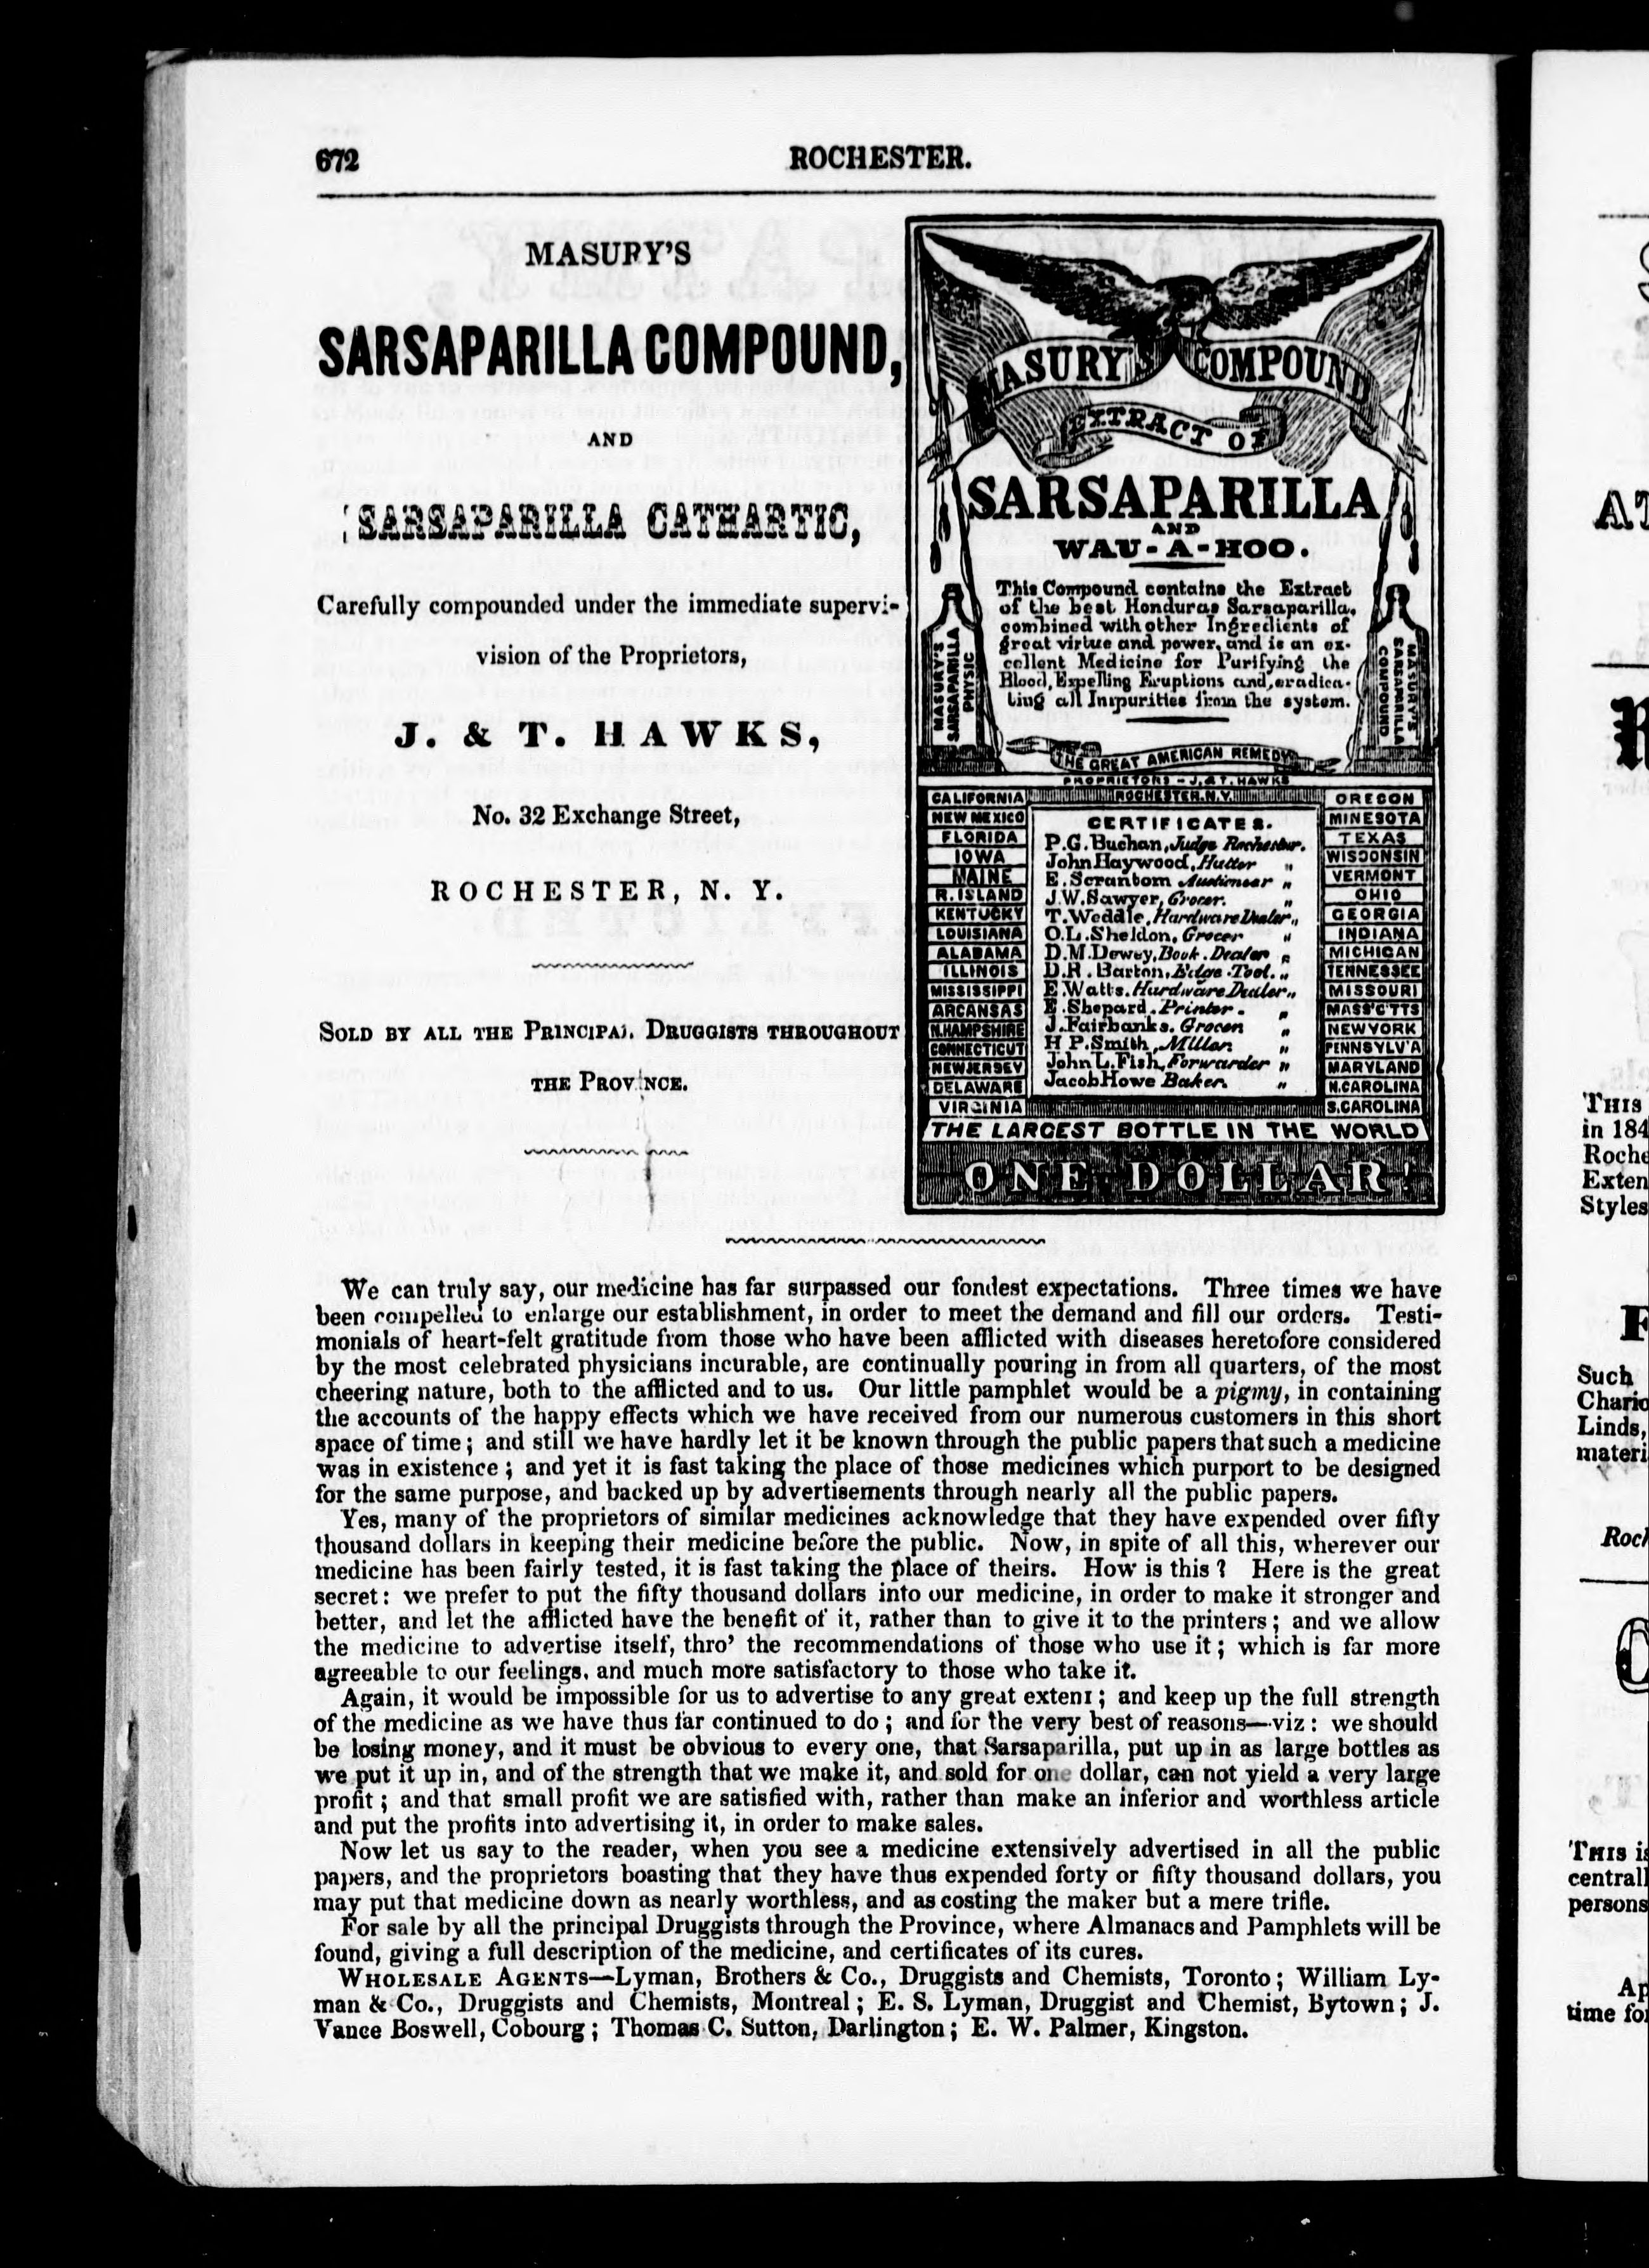 672
ROCHESTER.
MASURY'S
SARSAPARILLA COMPOUND,
AND
SARSAPARILLA CATHARTIC,
Carefully compounded under the immediate supervi-
vision of the Proprietors,
J. & T. HAWKS,
No. 32 Exchange Street,
ROCHESTER, N. Y.
SOLD BY ALL THE PRINCIPAL DRUGGISTS THROUGHOUT
THE PROVINCE.
MASURY'S COMPOUND
EXTRACT OF
SARSAPARILLA
AND
WAU-A-HOO.
This Compound contains the Extract
of the best Honduras Sarsaparilla,
combined with other Ingredients of
great virtue and power, and is an ex-
cellent Medicine for Purifying the
Blood, Expelling Eruptions and, eradica-
ting all Inspurities from the system.
MASURY'S
SARSAPARILLA
PHYSIC
MASURY'S
SARSAPARILLA
COMPOUND
THE GREAT AMERICAN REMEDY
PROPRIETORS - J. & T. HAWKS
ROCHESTER. N.Y.
CALIFORNIA
NEW MEXICO
FLORIDA
IOWA
MAINE
R. ISLAND
KENTUCKY
LOUISIANA
ALABAMA
ILLINOIS
MISSISSIPPI
ARCANSAS
N. HAMPSHIRE
CONNECTICUT
NEW JERSEY
DELAWARE
VIRGINIA
CERTIFICATES.
P.G. Buchan, Judge Rochester.
John Haywood, Hatter "
E. Scrantom Auctioneer "
J.W. Sawyer, Grocer. "
T. Weddle, Hardware Dealer "
O.L. Sheldon, Grocer "
D.M. Dewey, Book. Dealer "
D.R. Barton, Edge-Tool. "
E. Watts. Hardware Dealer "
E. Shepard. Printer. "
J. Fairbanks. Grocer "
H P. Smith, Miller. "
John L. Fish, Forwarder "
Jacob Howe Baker. "
OREGON
MINESOTA
TEXAS
WISCONSIN
VERMONT
OHIO
GEORGIA
INDIANA
MICHICAN
TENNESSEE
MISSOURI
MASS'C'TTS
NEW YORK
PENNSYLV'A
MARYLAND
N. CAROLINA
S. CAROLINA
THE LARGEST BOTTLE IN THE WORLD
ONE DOLLAR!
We can truly say, our medicine has far surpassed our fondest expectations. Three times we have
been compelled to enlarge our establishment, in order to meet the demand and fill our orders. Testi-
monials of heart-felt gratitude from those who have been afflicted with diseases heretofore considered
by the most celebrated physicians incurable, are continually pouring in from all quarters, of the most
cheering nature, both to the afflicted and to us. Our little pamphlet would be a pigmy, in containing
the accounts of the happy effects which we have received from our numerous customers in this short
space of time; and still we have hardly let it be known through the public papers that such a medicine
was in existence; and yet it is fast taking the place of those medicines which purport to be designed
for the same purpose, and backed up by advertisements through nearly all the public papers.
Yes, many of the proprietors of similar medicines acknowledge that they have expended over fifty
thousand dollars in keeping their medicine before the public. Now, in spite of all this, wherever our
medicine has been fairly tested, it is fast taking the place of theirs. How is this? Here is the great
secret: we prefer to put the fifty thousand dollars into our medicine, in order to make it stronger and
better, and let the afflicted have the benefit of it, rather than to give it to the printers; and we allow
the medicine to advertise itself, thro' the recommendations of those who use it; which is far more
agreeable to our feelings, and much more satisfactory to those who take it.
Again, it would be impossible for us to advertise to any great extent; and keep up the full strength
of the medicine as we have thus far continued to do; and for the very best of reasons—viz: we should
be losing money, and it must be obvious to every one, that Sarsaparilla, put up in as large bottles as
we put it up in, and of the strength that we make it, and sold for one dollar, can not yield a very large
profit; and that small profit we are satisfied with, rather than make an inferior and worthless article
and put the profits into advertising it, in order to make sales.
Now let us say to the reader, when you see a medicine extensively advertised in all the public
papers, and the proprietors boasting that they have thus expended forty or fifty thousand dollars, you
may put that medicine down as nearly worthless, and as costing the maker but a mere trifle.
For sale by all the principal Druggists through the Province, where Almanacs and Pamphlets will be
found, giving a full description of the medicine, and certificates of its cures.
WHOLESALE AGENTS—Lyman, Brothers & Co., Druggists and Chemists, Toronto; William Ly-
man & Co., Druggists and Chemists, Montreal; E. S. Lyman, Druggist and Chemist, Bytown; J.
Vance Boswell, Cobourg; Thomas C. Sutton, Darlington; E. W. Palmer, Kingston.
THIS
in 184
Roche
Exten
Styles
Such
Chario
Linds,
materi
Roch
THIS is
centrall
persons
Ap
time for